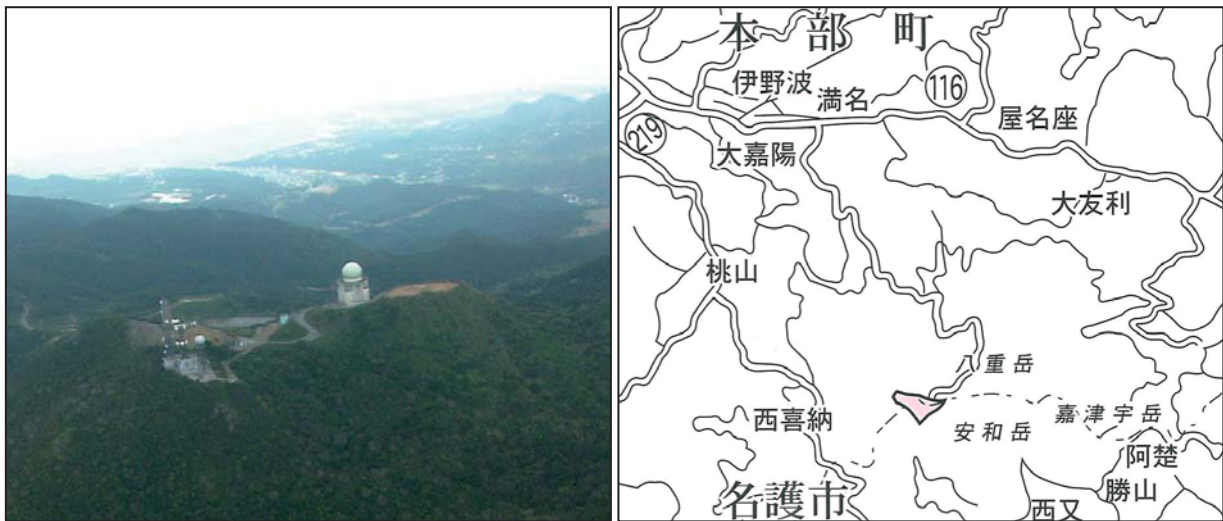 本部町
伊野波
満名
116
屋名座
219
大嘉陽
大友利
桃山
八重岳
嘉津宇岳
西喜納
安和岳
阿楚
勝山
名護市
西又